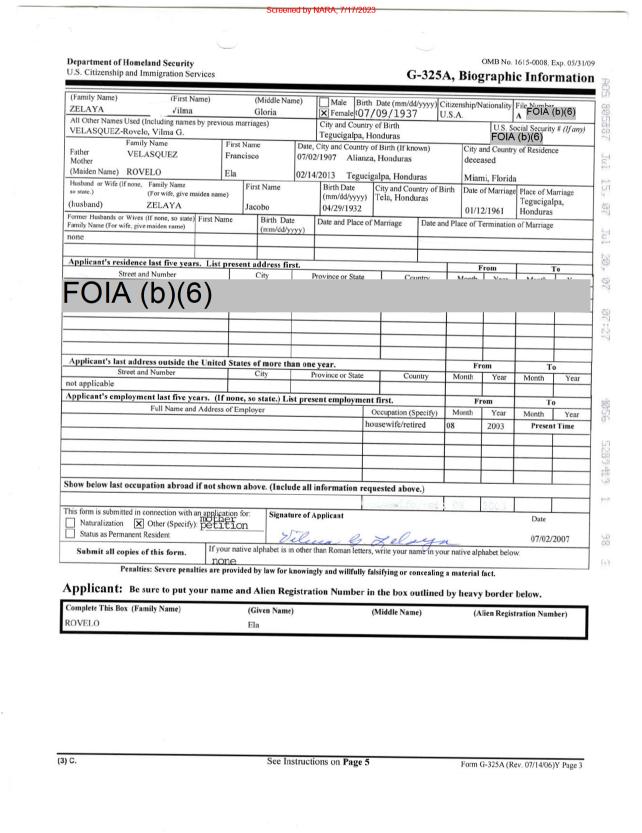 Screened by NARA, 7/17/2023
Department of Homeland Security
U.S. Citizenship and Immigration Services
OMB No. 1615-0008, Exp. 05/31/09
G-325A, Biographic Information
(Family Name) (First Name) (Middle Name) Male Birth Date (mm/dd/yyyy) Citizenship/Nationality File Number
ZELAYA Vilma Gloria X Female 07/09/1937 U.S.A. A FOIA (b)(6)
All Other Names Used (Including names by previous marriages) City and Country of Birth U.S. Social Security # (If any)
VELASQUEZ-Rovelo, Vilma G. Tegucigalpa, Honduras FOIA (b)(6)
Family Name First Name Date, City and Country of Birth (If known) City and Country of Residence
Father VELASQUEZ Francisco 07/02/1907 Alianza, Honduras deceased
Mother
(Maiden Name) ROVELO Ela 02/14/2013 Tegucigalpa, Honduras Miami, Florida
Husband or Wife (If none, so state.) Family Name (For wife, give maiden name) First Name Birth Date (mm/dd/yyyy) City and Country of Birth Date of Marriage Place of Marriage
(husband) ZELAYA Jacobo 04/29/1932 Tela, Honduras 01/12/1961 Tegucigalpa, Honduras
Former Husbands or Wives (If none, so state) Family Name (For wife, give maiden name) First Name Birth Date (mm/dd/yyyy) Date and Place of Marriage Date and Place of Termination of Marriage
none
Applicant's residence last five years. List present address first. From To
Street and Number City Province or State Country Month Year Month Year
FOIA (b)(6)
Applicant's last address outside the United States of more than one year. From To
Street and Number City Province or State Country Month Year Month Year
not applicable
Applicant's employment last five years. (If none, so state.) List present employment first. From To
Full Name and Address of Employer Occupation (Specify) Month Year Month Year
housewife/retired 08 2003 Present Time
Show below last occupation abroad if not shown above. (Include all information requested above.)
This form is submitted in connection with an application for: Signature of Applicant Date
Naturalization X Other (Specify): mother petition
Status as Permanent Resident Vilma G Zelaya 07/02/2007
Submit all copies of this form. If your native alphabet is in other than Roman letters, write your name in your native alphabet below
none
Penalties: Severe penalties are provided by law for knowingly and willfully falsifying or concealing a material fact.
Applicant: Be sure to put your name and Alien Registration Number in the box outlined by heavy border below.
Complete This Box (Family Name) (Given Name) (Middle Name) (Alien Registration Number)
ROVELO Ela
(3) C. See Instructions on Page 5 Form G-325A (Rev. 07/14/06)Y Page 3